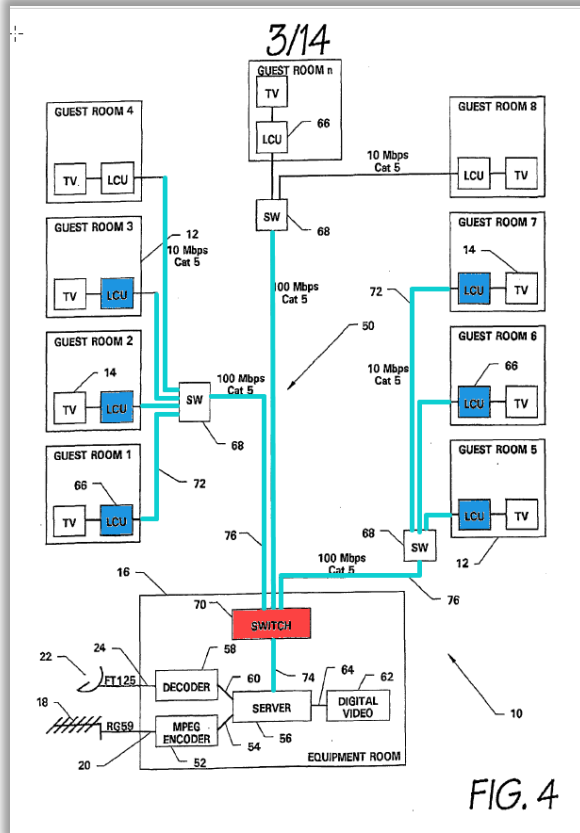 3/14
GUEST ROOM n
TV
LCU
66
GUEST ROOM 4
TV
LCU
GUEST ROOM 8
10 Mbps
Cat 5
LCU
TV
SW
68
GUEST ROOM 3
12
10 Mbps
Cat 5
TV
LCU
GUEST ROOM 7
14
LCU
TV
72
100 Mbps
Cat 5
50
GUEST ROOM 2
14
TV
LCU
GUEST ROOM 6
66
LCU
TV
10 Mbps
Cat 5
100 Mbps
Cat 5
SW
68
GUEST ROOM 1
66
TV
LCU
72
GUEST ROOM 5
LCU
TV
12
68
SW
76
100 Mbps
Cat 5
76
16
70
SWITCH
22
24
FT125
58
DECODER
60
74
64
62
SERVER
56
DIGITAL
VIDEO
18
RG59
20
MPEG
ENCODER
52
54
EQUIPMENT ROOM
10
FIG. 4